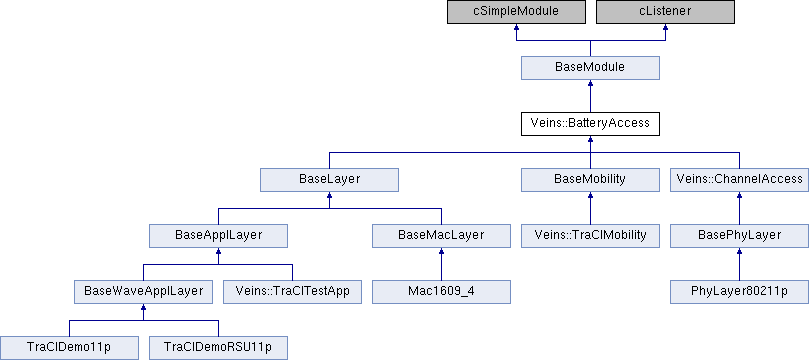 cSimpleModule
cListener
BaseModule
Veins::BatteryAccess
BaseLayer
BaseMobility
Veins::ChannelAccess
BaseApplLayer
BaseMacLayer
Veins::TraCIMobility
BasePhyLayer
BaseWaveApplLayer
Veins::TraCITestApp
Mac1609_4
PhyLayer80211p
TraCIDemo11p
TraCIDemoRSU11p